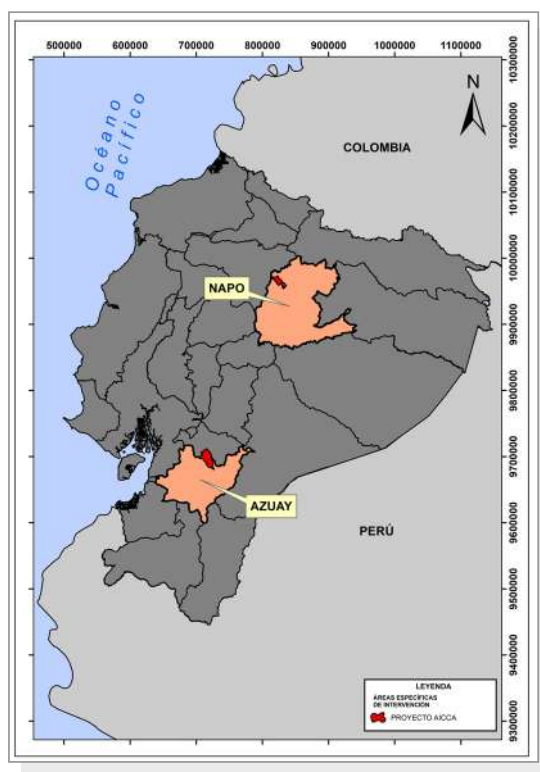 500000 600000 700000 800000 900000 1000000 1100000
Océano
Pacífico
N
COLOMBIA
NAPO
AZUAY
PERÚ
10300000
10200000
10100000
10000000
9900000
9800000
9700000
9600000
9500000
9400000
9300000
LEYENDA
ÁREAS ESPECÍFICAS
DE INTERVENCIÓN
PROYECTO AICCA